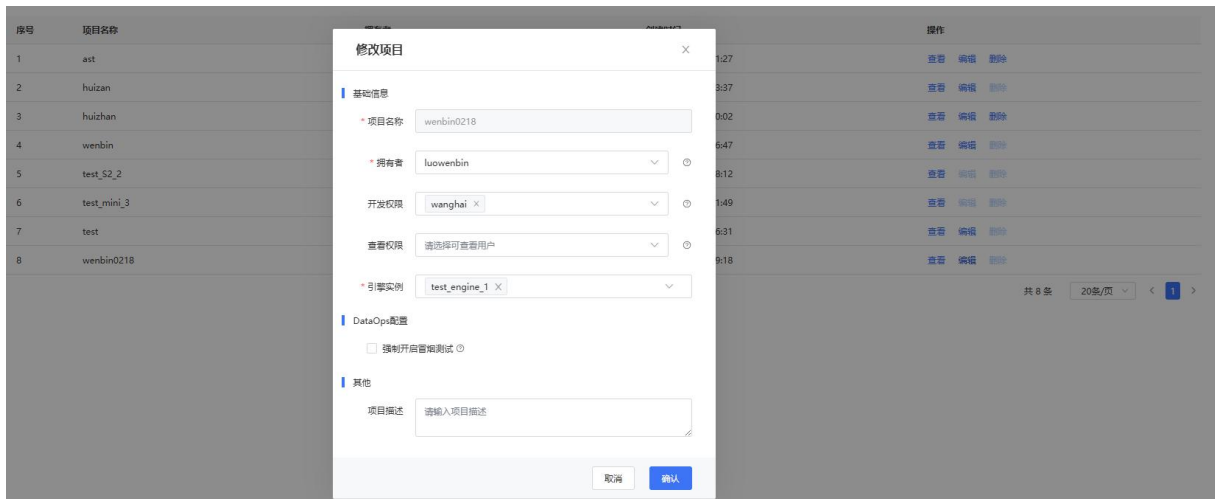 序号 项目名称 操作
修改项目
1 ast 1:27 查看 编辑 删除
2 huizan 3:37 查看 编辑 删除
基础信息
3 huizhan 0:02 查看 编辑 删除
* 项目名称 wenbin0218
4 wenbin 6:47 查看 编辑 删除
* 拥有者 luowenbin
5 test_S2_2 8:12 查看 编辑 删除
6 test_mini_3 1:49 查看 编辑 删除
开发权限 wanghai ×
7 test 6:31 查看 编辑 删除
查看权限 请选择可查看用户
8 wenbin0218 9:18 查看 编辑 删除
* 引擎实例 test_engine_1 ×
共 8 条 20条/页 < 1 >
DataOps配置
强制开启冒烟测试
其他
项目描述 请输入项目描述
取消 确认